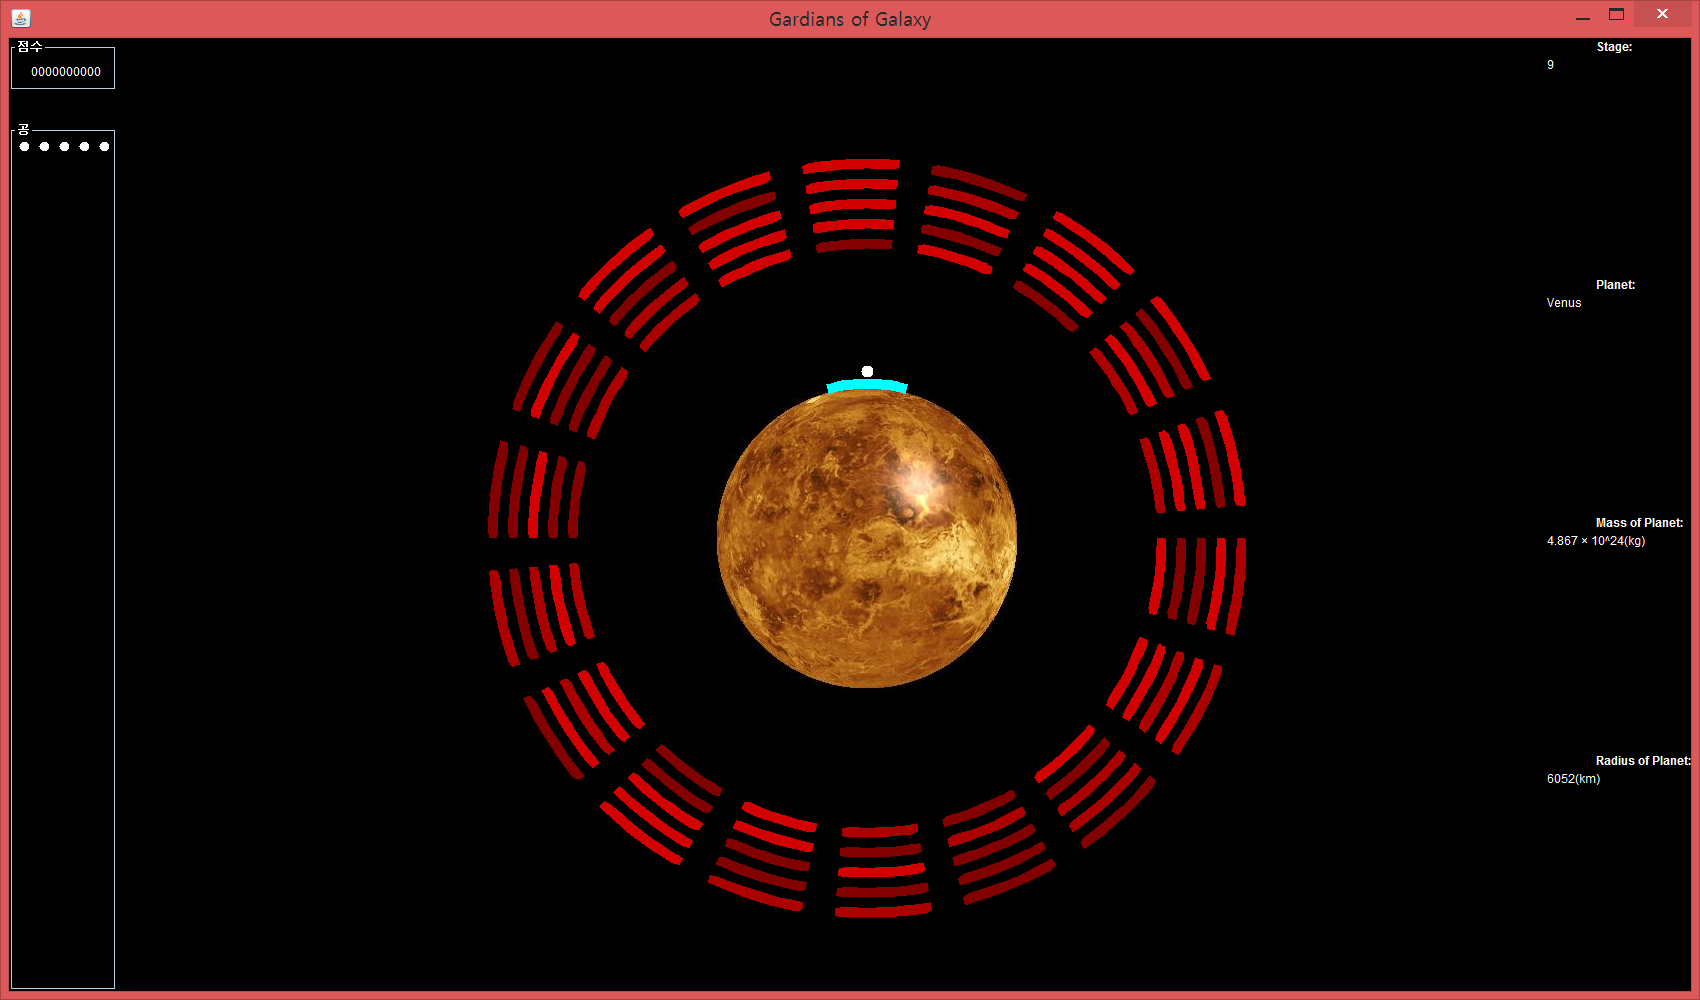 Gardians of Galaxy
점수
0000000000
공
Stage:
9
Planet:
Venus
Mass of Planet:
4.867 × 10^24(kg)
Radius of Planet:
6052(km)